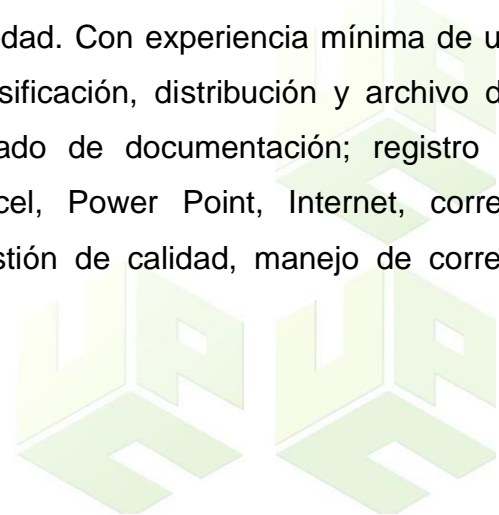 dad. Con experiencia mínima de u
sificación, distribución y archivo d
ado de documentación; registro
cel, Power Point, Internet, corre
stión de calidad, manejo de corre